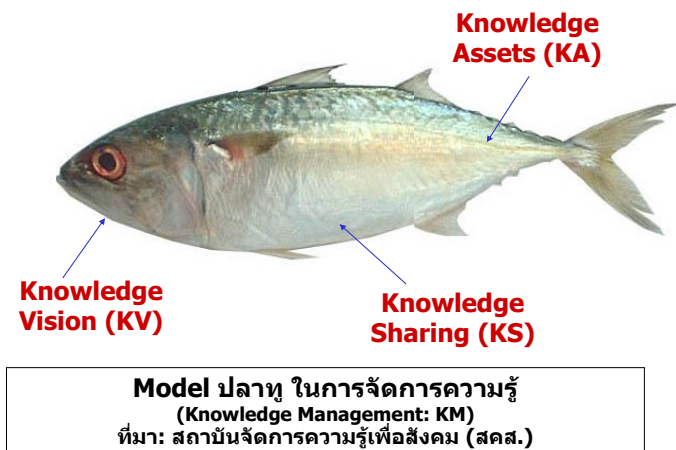 Knowledge
Assets (KA)
Knowledge
Vision (KV)
Knowledge
Sharing (KS)
Model ปลาทู ในการจัดการความรู้
(Knowledge Management: KM)
ที่มา: สถาบันจัดการความรู้เพื่อสังคม (สคส.)